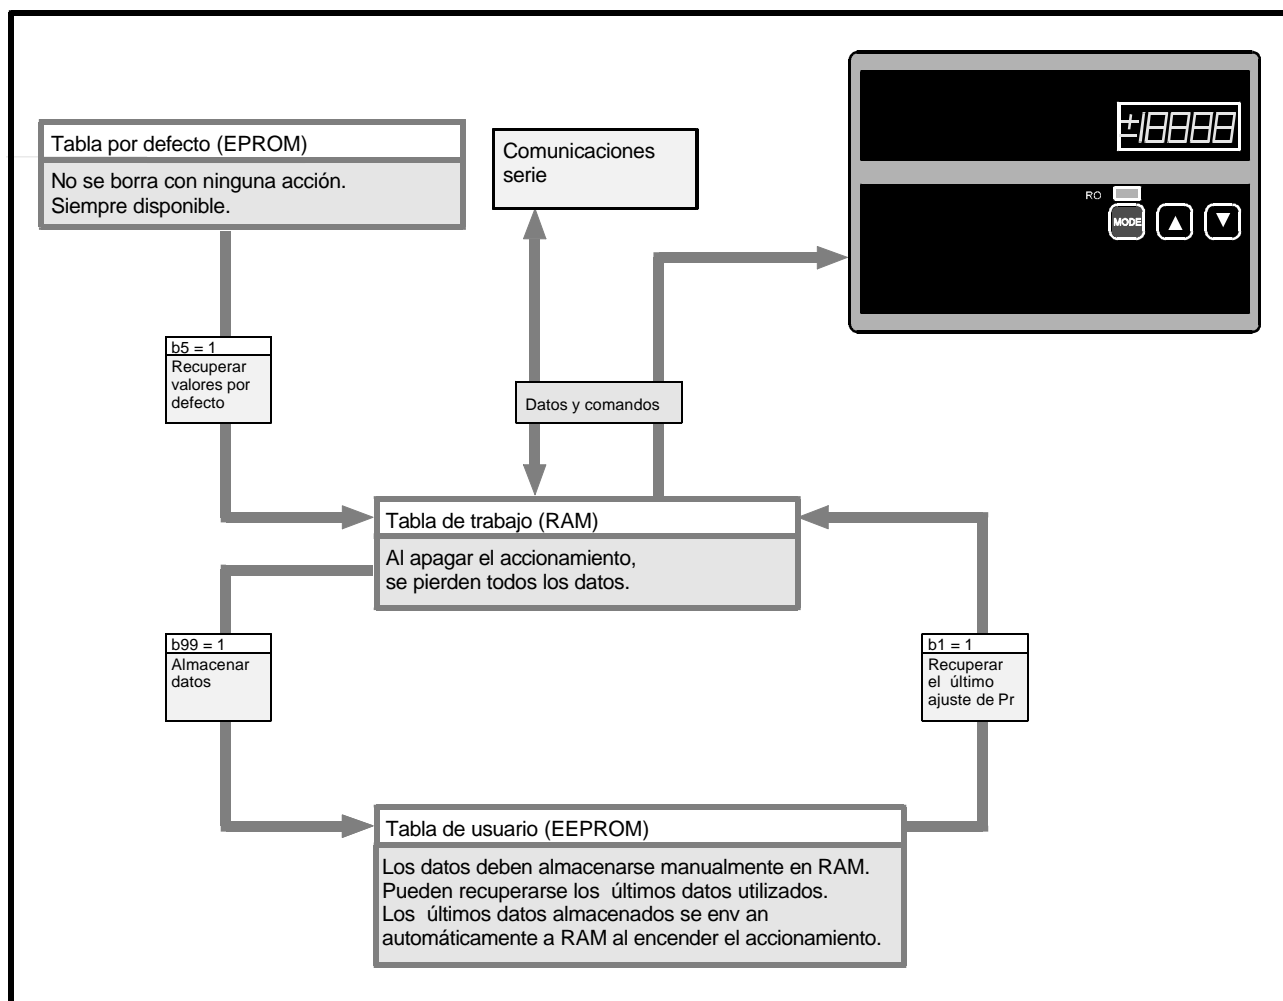 Tabla por defecto (EPROM)
No se borra con ninguna acción.
Siempre disponible.
Comunicaciones
serie
±18888
RO
MODE
b5 = 1
Recuperar
valores por
defecto
Datos y comandos
Tabla de trabajo (RAM)
Al apagar el accionamiento,
se pierden todos los datos.
b99 = 1
Almacenar
datos
b1 = 1
Recuperar
el último
ajuste de Pr
Tabla de usuario (EEPROM)
Los datos deben almacenarse manualmente en RAM.
Pueden recuperarse los últimos datos utilizados.
Los últimos datos almacenados se env an
automáticamente a RAM al encender el accionamiento.